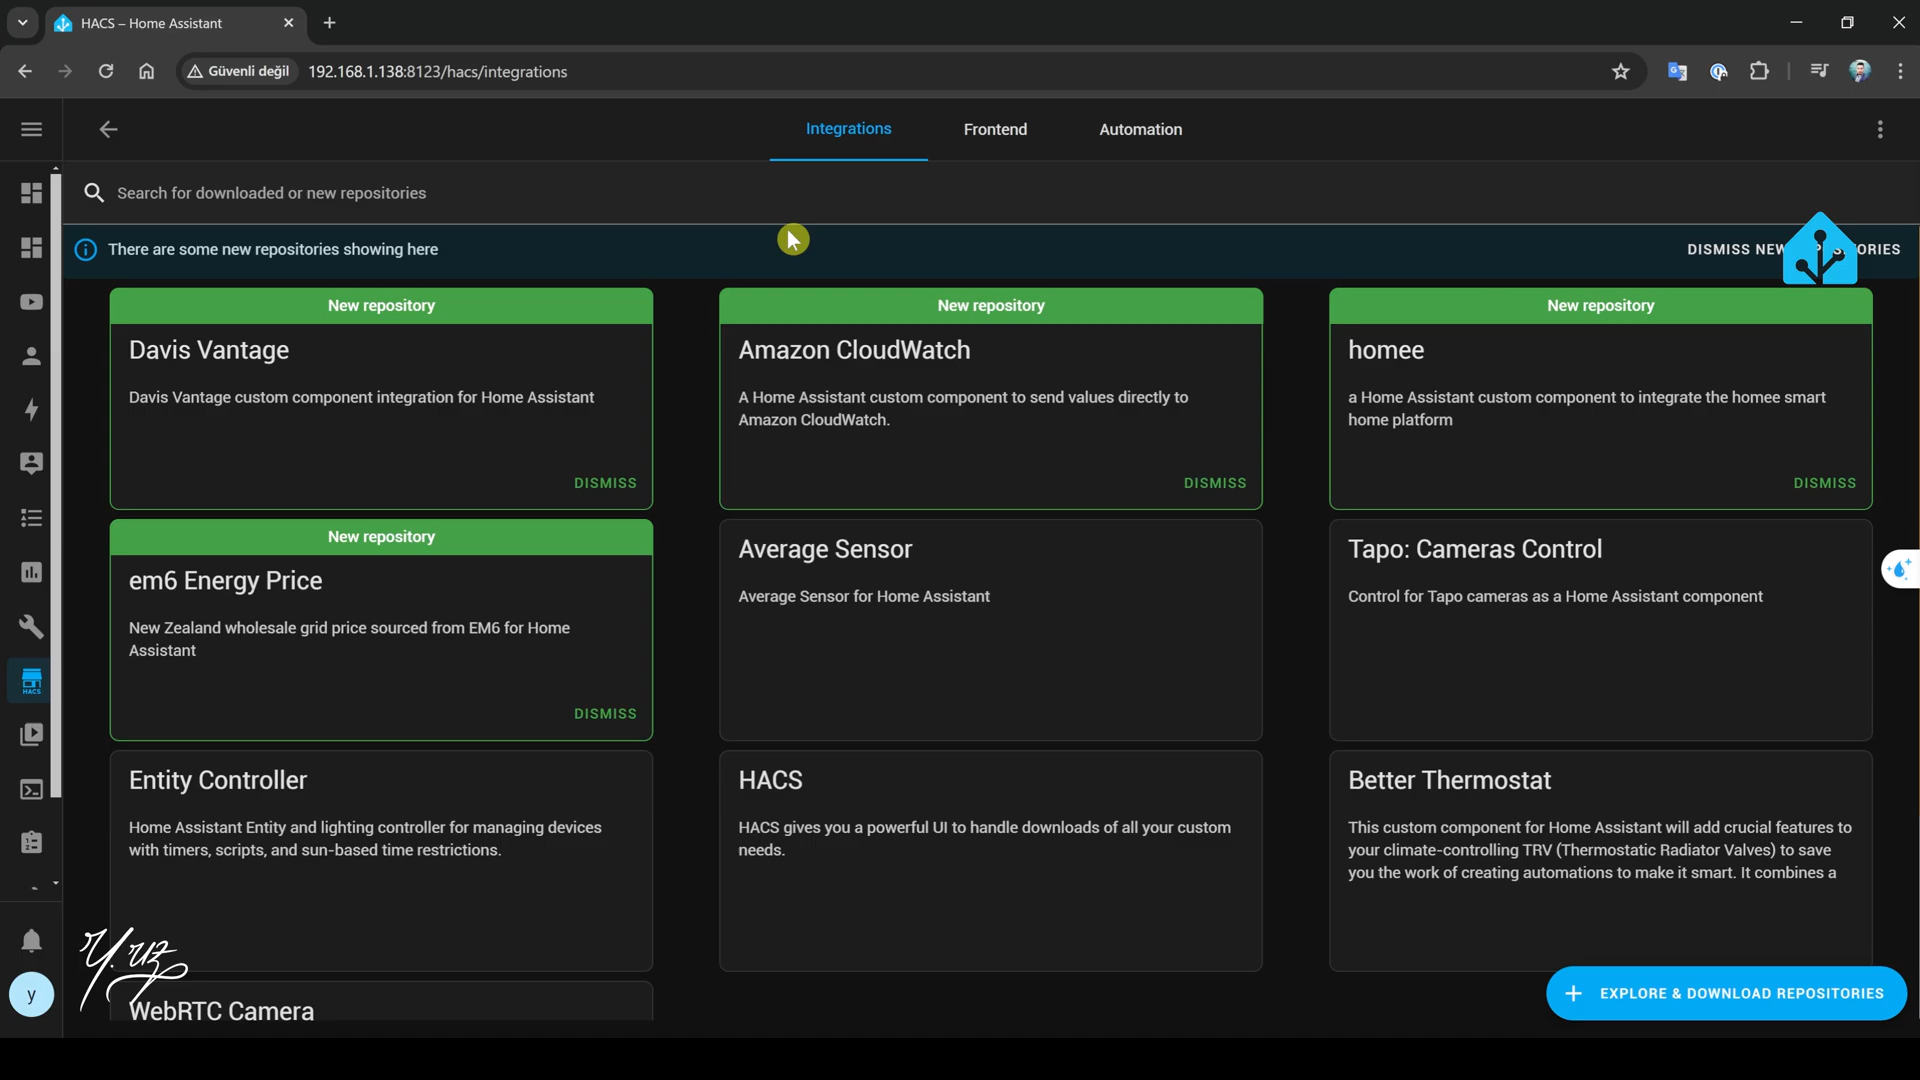 HACS – Home Assistant
Güvenli değil
192.168.1.138:8123/hacs/integrations
Integrations
Frontend
Automation
Search for downloaded or new repositories
There are some new repositories showing here
DISMISS NEW ORIES
New repository
Davis Vantage
Davis Vantage custom component integration for Home Assistant
DISMISS
New repository
Amazon CloudWatch
A Home Assistant custom component to send values directly to
Amazon CloudWatch.
DISMISS
New repository
homee
a Home Assistant custom component to integrate the homee smart
home platform
DISMISS
New repository
em6 Energy Price
New Zealand wholesale grid price sourced from EM6 for Home
Assistant
DISMISS
Average Sensor
Average Sensor for Home Assistant
Tapo: Cameras Control
Control for Tapo cameras as a Home Assistant component
HACS
Entity Controller
Home Assistant Entity and lighting controller for managing devices
with timers, scripts, and sun-based time restrictions.
HACS
HACS gives you a powerful UI to handle downloads of all your custom
needs.
Better Thermostat
This custom component for Home Assistant will add crucial features to
your climate-controlling TRV (Thermostatic Radiator Valves) to save
you the work of creating automations to make it smart. It combines a
Y.uz
y
WebRTC Camera
EXPLORE & DOWNLOAD REPOSITORIES